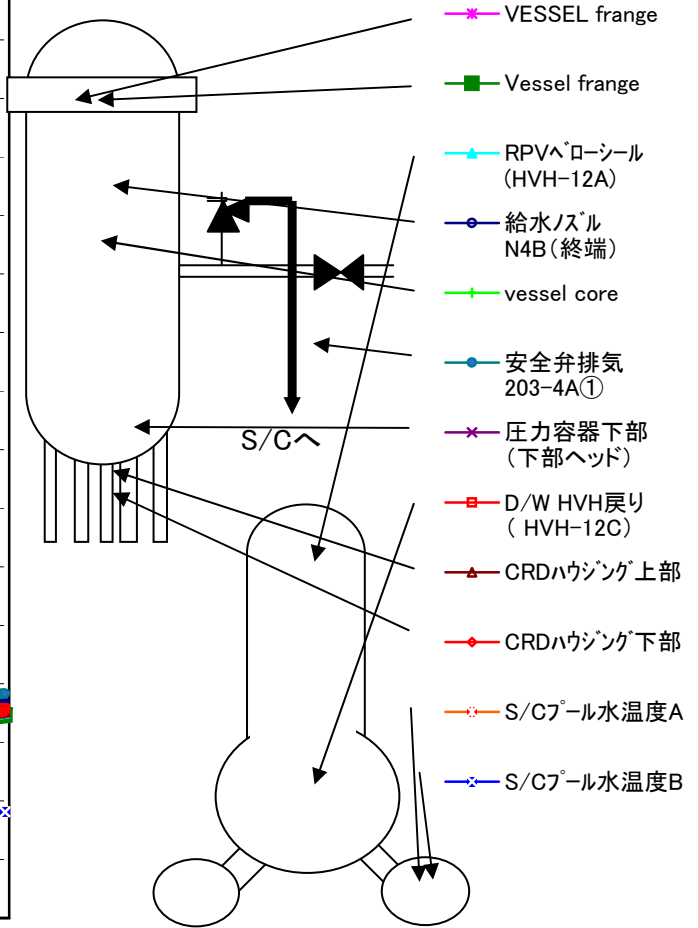 VESSEL frange
Vessel frange
RPVベローシール
(HVH-12A)
給水ノズル
N4B(終端)
vessel core
安全弁排気
203-4A①
圧力容器下部
(下部ヘッド)
D/W HVH戻り
( HVH-12C)
CRDハウジング上部
CRDハウジング下部
S/Cプール水温度A
S/Cプール水温度B
S/Cへ